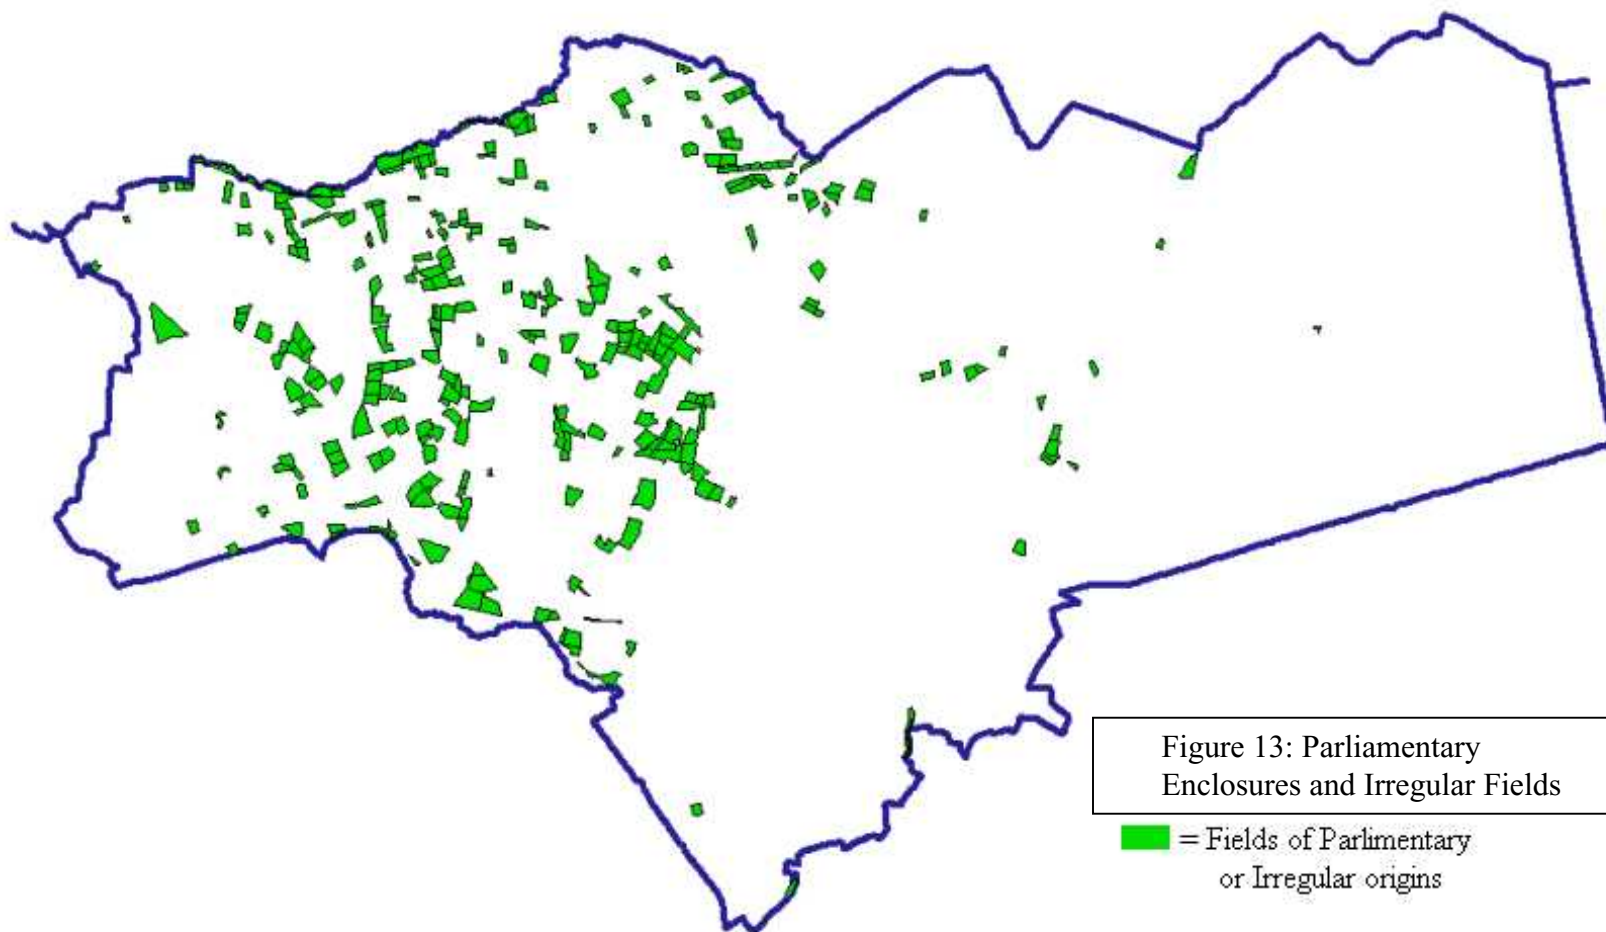 Figure 13: Parliamentary
Enclosures and Irregular Fields
= Fields of Parlimentary
or Irregular origins